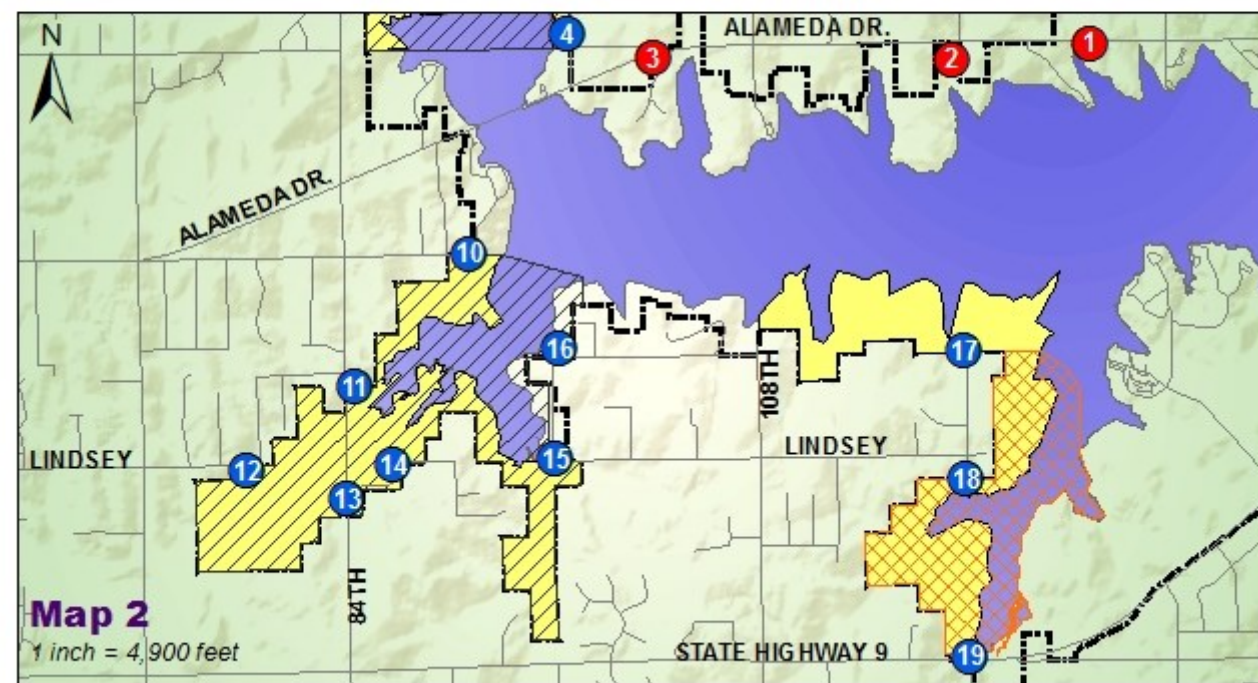 N
4
3
ALAMEDA DR.
2
1
ALAMEDA DR.
10
16
17
11
108TH
LINDSEY
12
14
15
LINDSEY
18
13
84TH
Map 2
1 inch = 4,900 feet
STATE HIGHWAY 9
19